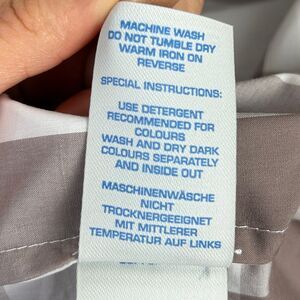 MACHINE WASH
DO NOT TUMBLE DRY
WARM IRON ON
REVERSE
SPECIAL INSTRUCTIONS:
USE DETERGENT
RECOMMENDED FOR
COLOURS
WASH AND DRY DARK
COLOURS SEPARATELY
AND INSIDE OUT
MASCHINENWÄSCHE
NICHT
TROCKNERGEEIGNET
MIT MITTLERER
TEMPERATUR AUF LINKS